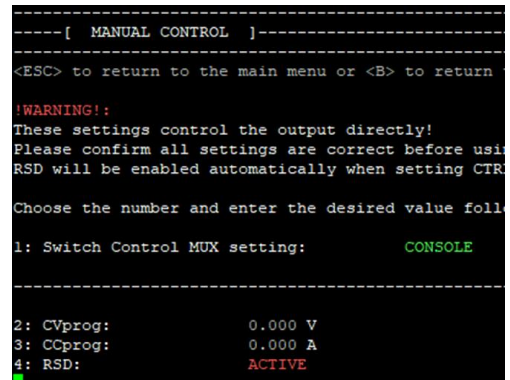 -----[ MANUAL CONTROL ]-----
<ESC> to return to the main menu or <B> to return
!WARNING!:
These settings control the output directly!
Please confirm all settings are correct before
RSD will be enabled automatically when setting
Choose the number and enter the desired value
1: Switch Control MUX setting: CONSOLE
2: CVprog: 0.000 V
3: CCprog: 0.000 A
4: RSD: ACTIVE